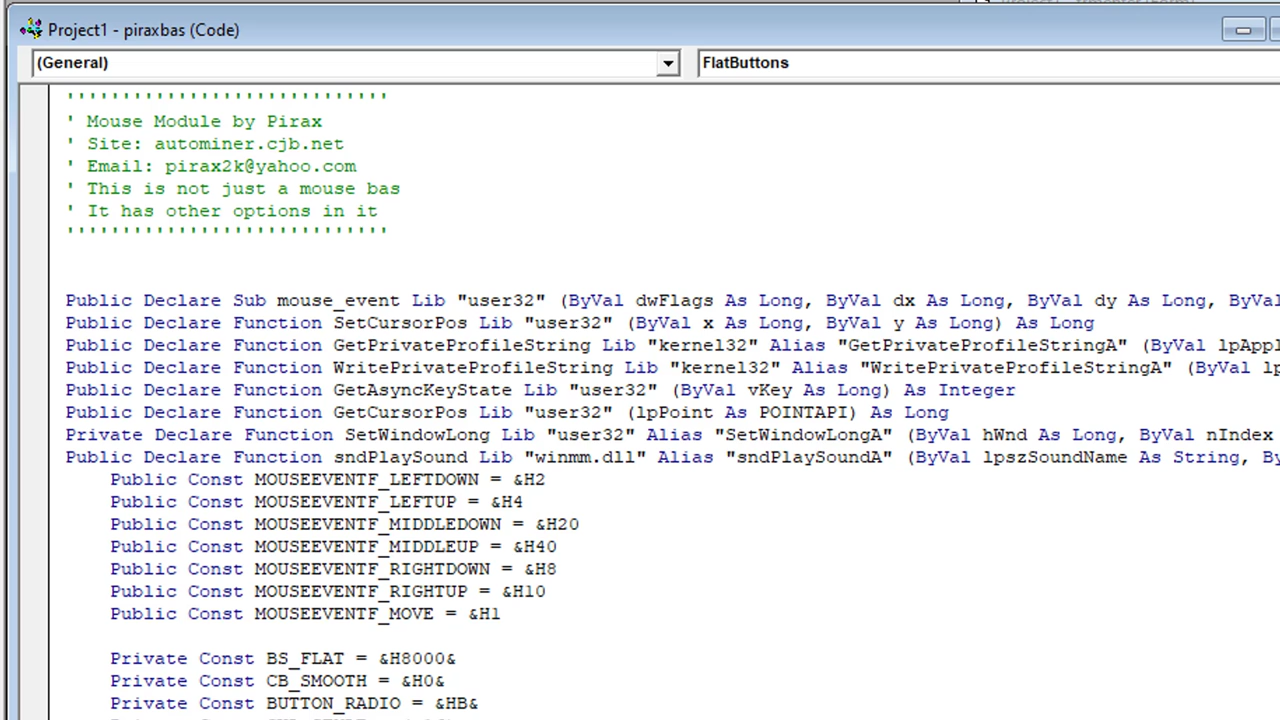 Project1 - piraxbas (Code)
(General)
FlatButtons
''''''''''''''''''''''''''''
' Mouse Module by Pirax
' Site: autominer.cjb.net
' Email: pirax2k@yahoo.com
' This is not just a mouse bas
' It has other options in it
''''''''''''''''''''''''''''
Public Declare Sub mouse_event Lib "user32" (ByVal dwFlags As Long, ByVal dx As Long, ByVal dy As Long, ByVal
Public Declare Function SetCursorPos Lib "user32" (ByVal x As Long, ByVal y As Long) As Long
Public Declare Function GetPrivateProfileString Lib "kernel32" Alias "GetPrivateProfileStringA" (ByVal lpAppl
Public Declare Function WritePrivateProfileString Lib "kernel32" Alias "WritePrivateProfileStringA" (ByVal lp
Public Declare Function GetAsyncKeyState Lib "user32" (ByVal vKey As Long) As Integer
Public Declare Function GetCursorPos Lib "user32" (lpPoint As POINTAPI) As Long
Private Declare Function SetWindowLong Lib "user32" Alias "SetWindowLongA" (ByVal hWnd As Long, ByVal nIndex
Public Declare Function sndPlaySound Lib "winmm.dll" Alias "sndPlaySoundA" (ByVal lpszSoundName As String, By
Public Const MOUSEEVENTF_LEFTDOWN = &H2
Public Const MOUSEEVENTF_LEFTUP = &H4
Public Const MOUSEEVENTF_MIDDLEDOWN = &H20
Public Const MOUSEEVENTF_MIDDLEUP = &H40
Public Const MOUSEEVENTF_RIGHTDOWN = &H8
Public Const MOUSEEVENTF_RIGHTUP = &H10
Public Const MOUSEEVENTF_MOVE = &H1
Private Const BS_FLAT = &H8000&
Private Const CB_SMOOTH = &H0&
Private Const BUTTON_RADIO = &HB&